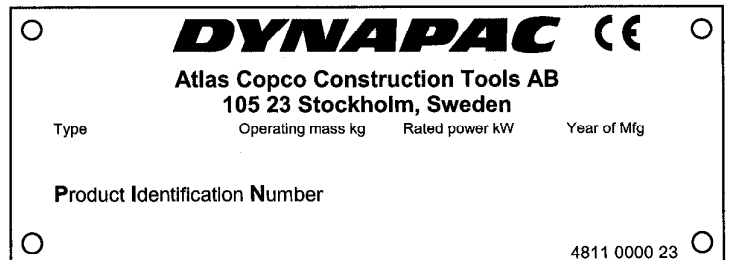 DYNAPAC CE
Atlas Copco Construction Tools AB
105 23 Stockholm, Sweden
Type Operating mass kg Rated power kW Year of Mfg
Product Identification Number
4811 0000 23